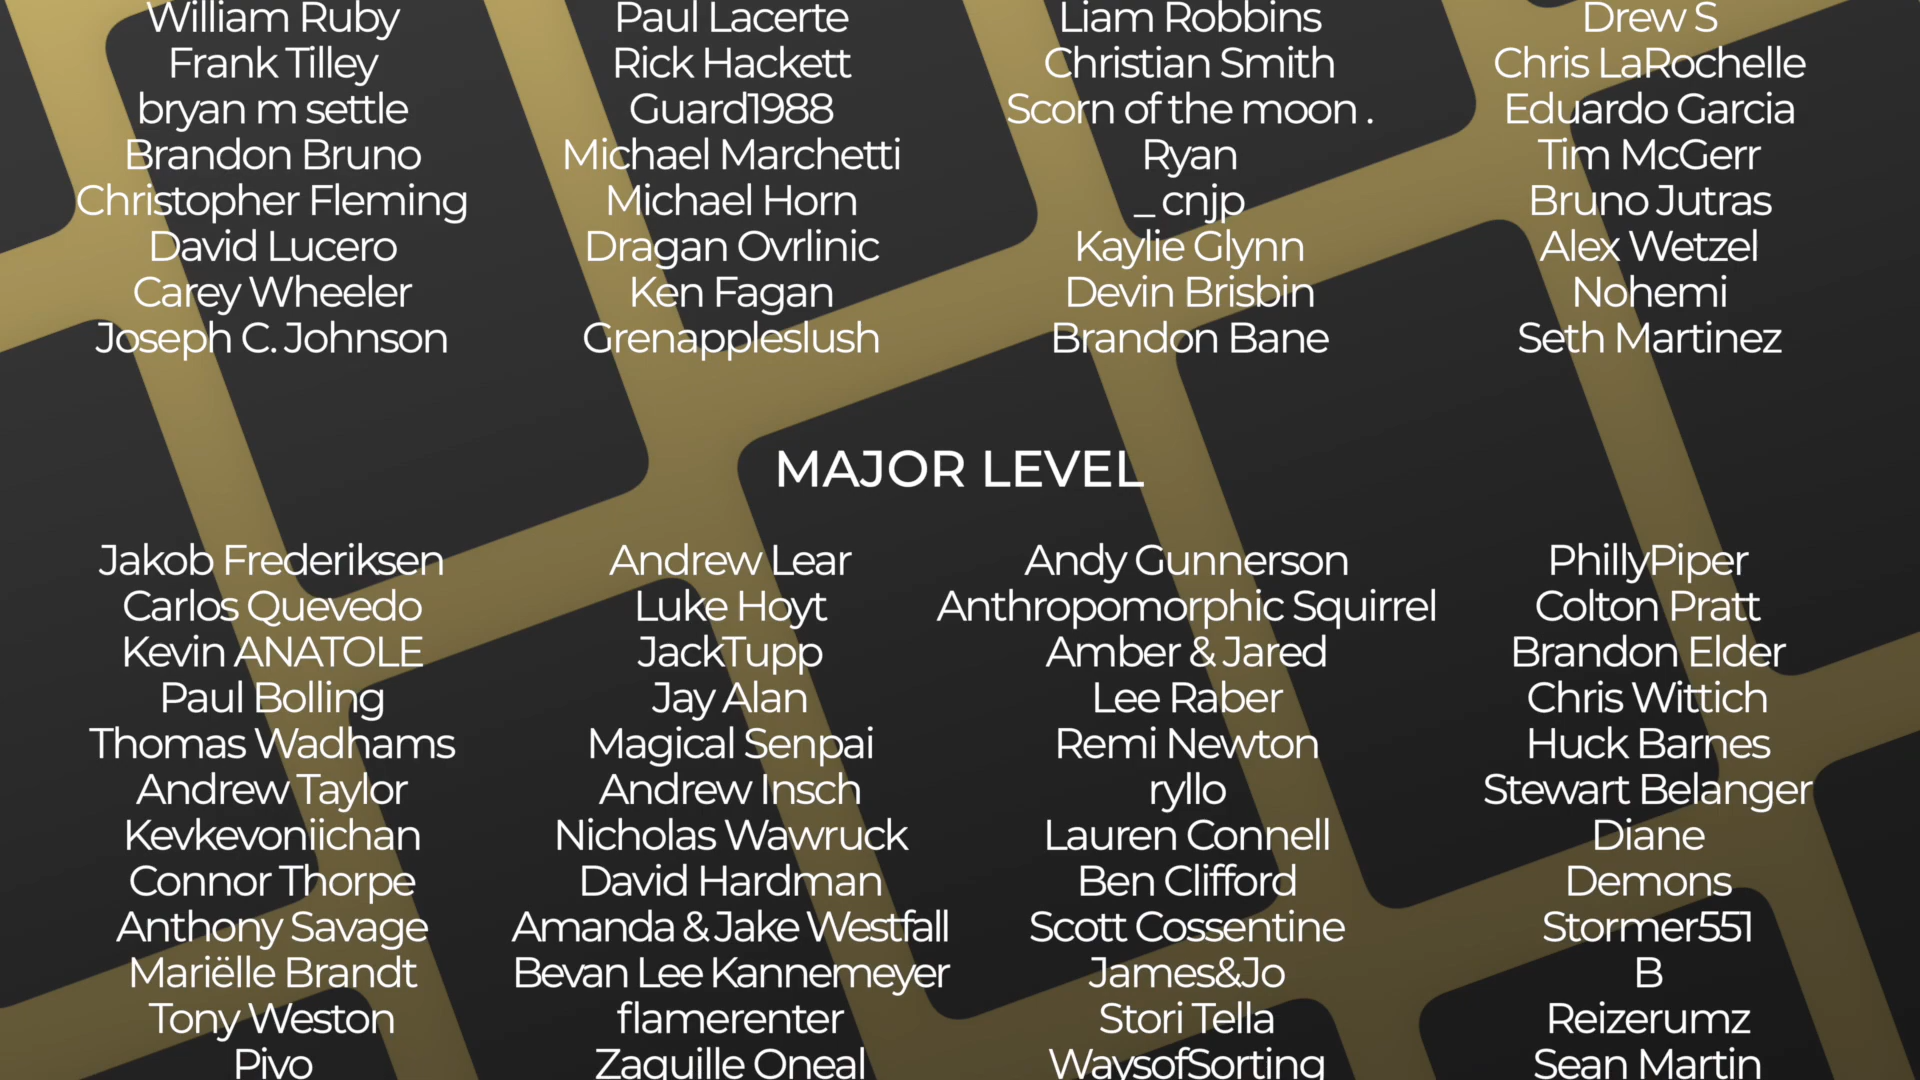 William Ruby Paul Lacerte Liam Robbins Drew S
Frank Tilley Rick Hackett Christian Smith Chris LaRochelle
bryan m settle Guard1988 Scorn of the moon . Eduardo Garcia
Brandon Bruno Michael Marchetti Ryan Tim McGerr
Christopher Fleming Michael Horn _ cnjp Bruno Jutras
David Lucero Dragan Ovrlinic Kaylie Glynn Alex Wetzel
Carey Wheeler Ken Fagan Devin Brisbin Nohemi
Joseph C. Johnson Grenappleslush Brandon Bane Seth Martinez
MAJOR LEVEL
Jakob Frederiksen Andrew Lear Andy Gunnerson PhillyPiper
Carlos Quevedo Luke Hoyt Anthropomorphic Squirrel Colton Pratt
Kevin ANATOLE JackTupp Amber & Jared Brandon Elder
Paul Bolling Jay Alan Lee Raber Chris Wittich
Thomas Wadhams Magical Senpai Remi Newton Huck Barnes
Andrew Taylor Andrew Insch ryllo Stewart Belanger
Kevkevoniichan Nicholas Wawruck Lauren Connell Diane
Connor Thorpe David Hardman Ben Clifford Demons
Anthony Savage Amanda & Jake Westfall Scott Cossentine Stormer551
Mariëlle Brandt Bevan Lee Kannemeyer James&Jo B
Tony Weston flamerenter Stori Tella Reizerumz
Pivo Zaquille Oneal WaysofSorting Sean Martin